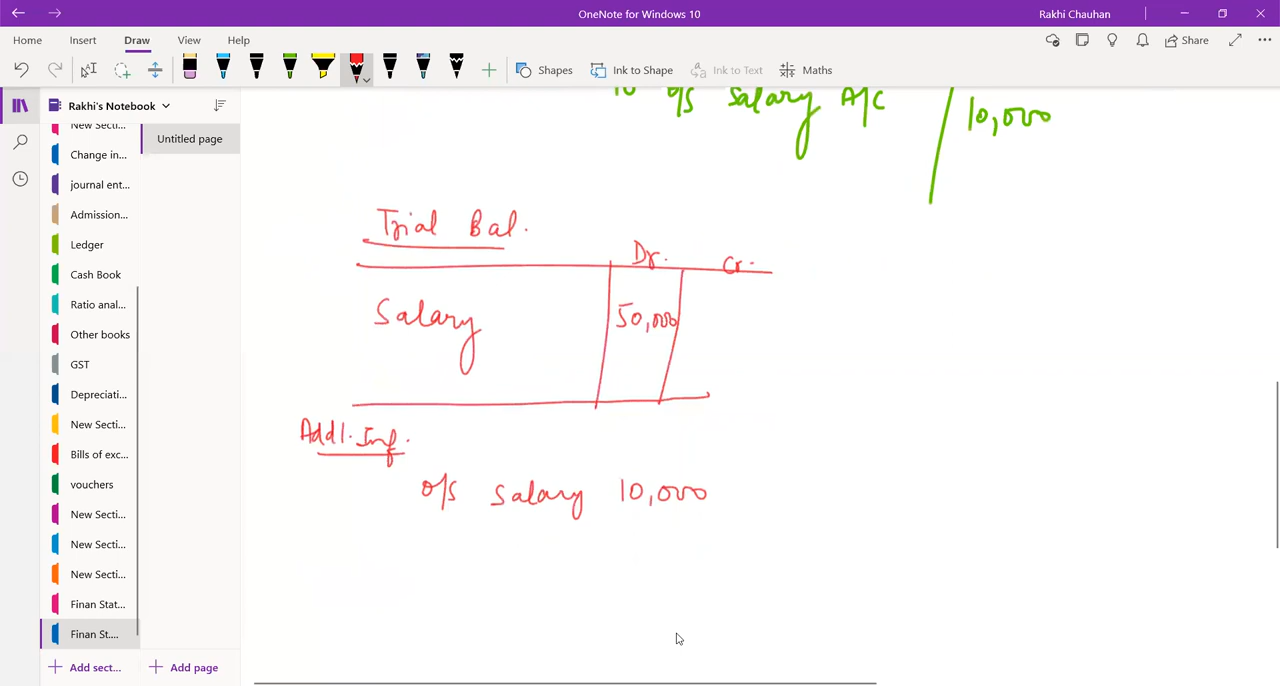 OneNote for Windows 10
Rakhi Chauhan
Home Insert Draw View Help
Share
Shapes Ink to Shape Ink to Text Maths
Rakhi's Notebook
New Secti...
Change in...
journal ent...
Admission...
Ledger
Cash Book
Ratio anal...
Other books
GST
Depreciati...
New Secti...
Bills of exc...
vouchers
New Secti...
New Secti...
New Secti...
Finan Stat...
Finan St....
Add sect...
Untitled page
Add page
To o/s Salary A/c 10,000
Trial Bal.
Dr. Cr.
Salary 50,000
Addl. Inf.
o/s Salary 10,000